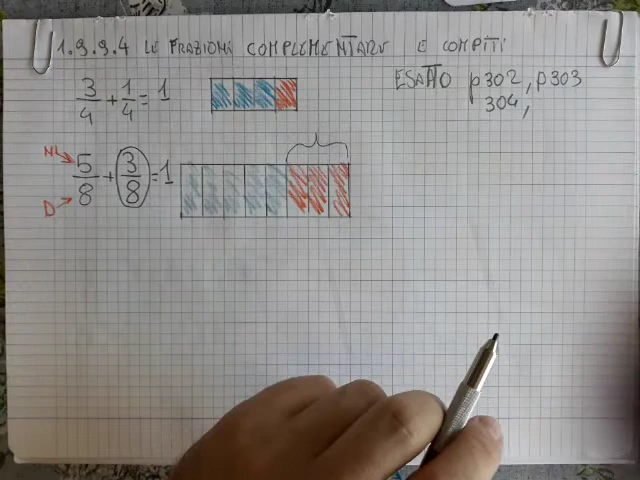 1.9.9.4 LE FRAZIONI COMPLEMENTARI E COMPITI
ESATTO p302, p303
304,
3/4 + 1/4 = 1
N 5/8 + 3/8 = 1
D